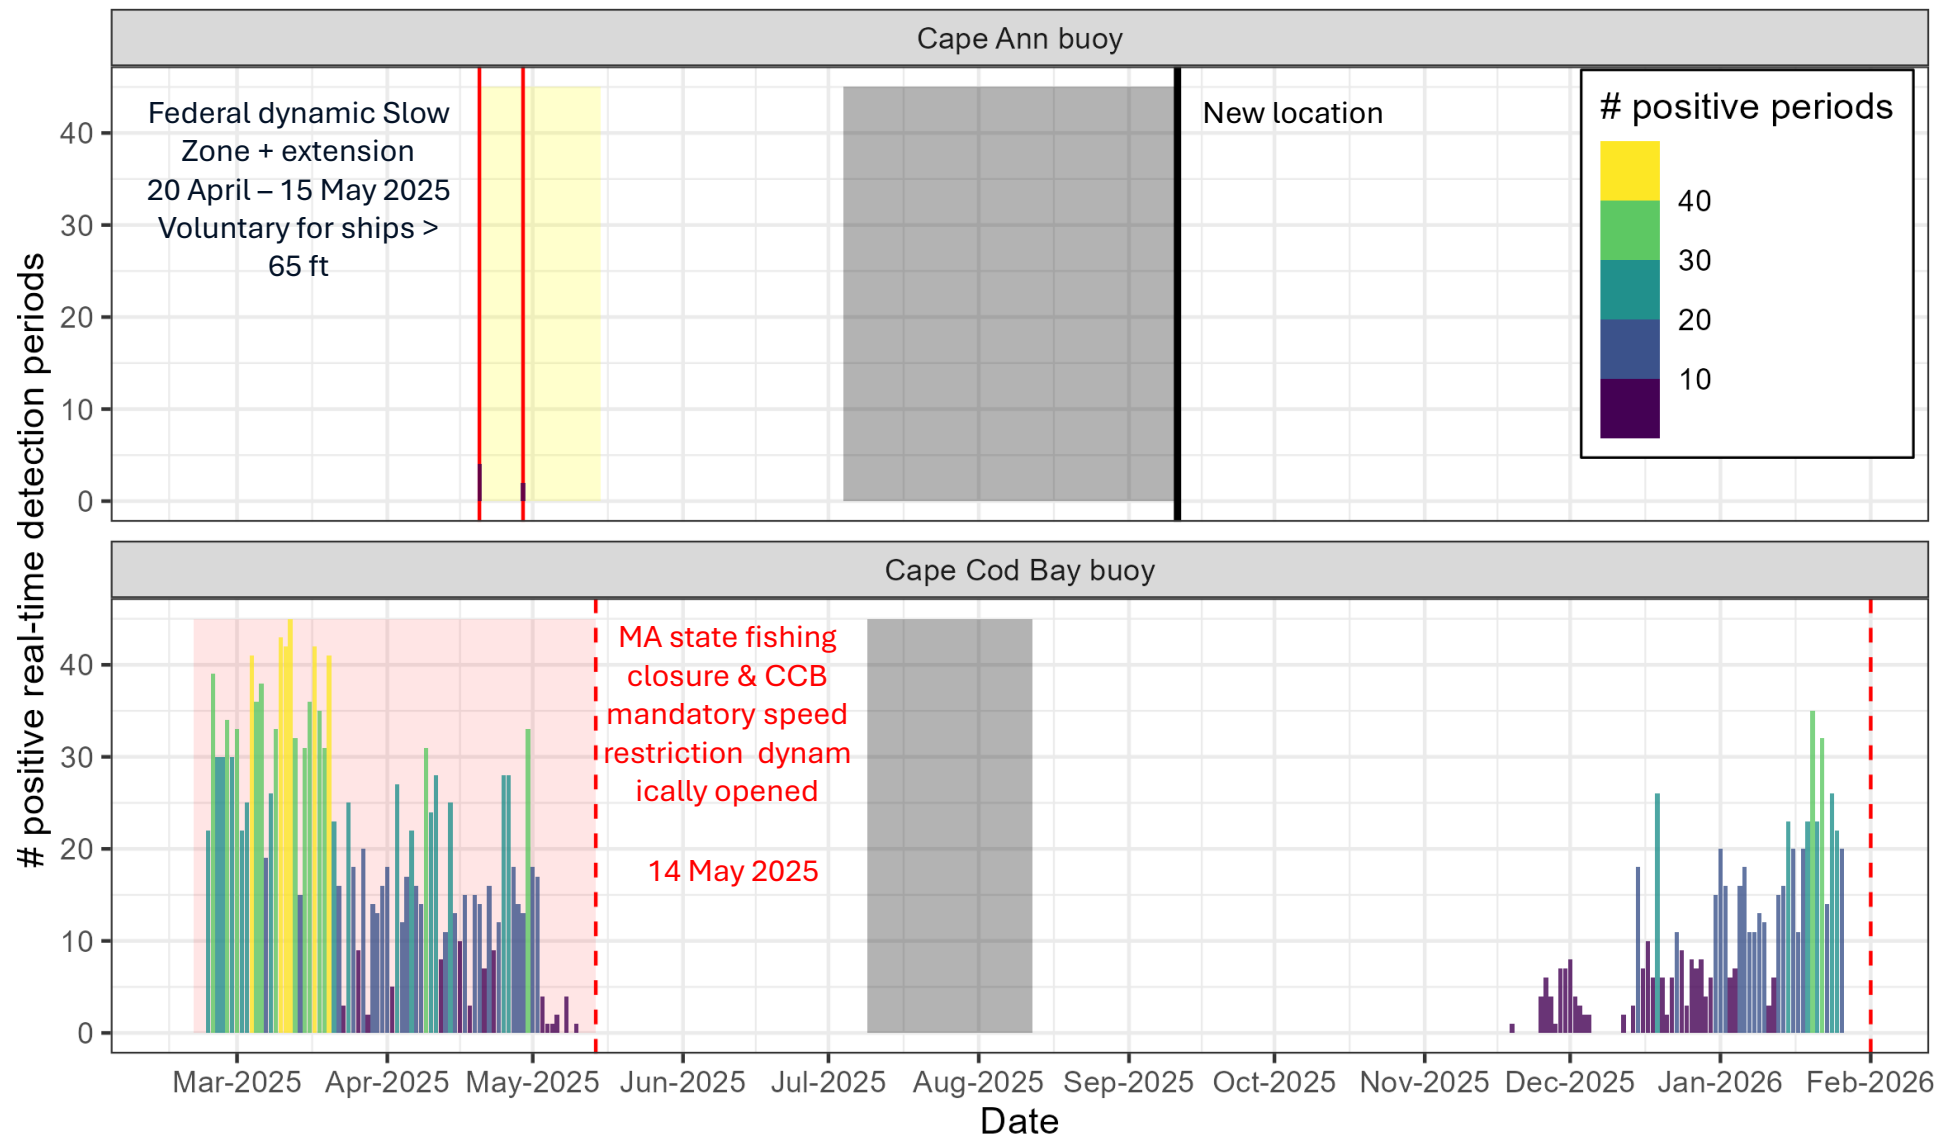 Cape Ann buoy
Federal dynamic Slow
Zone + extension
20 April – 15 May 2025
Voluntary for ships >
65 ft
New location
# positive periods
40
30
20
10
40
30
20
10
0
# positive real-time detection periods
Cape Cod Bay buoy
MA state fishing
closure & CCB
mandatory speed
restriction  dynam
ically opened
14 May 2025
40
30
20
10
0
Mar-2025 Apr-2025 May-2025 Jun-2025 Jul-2025 Aug-2025 Sep-2025 Oct-2025 Nov-2025 Dec-2025 Jan-2026 Feb-2026
Date